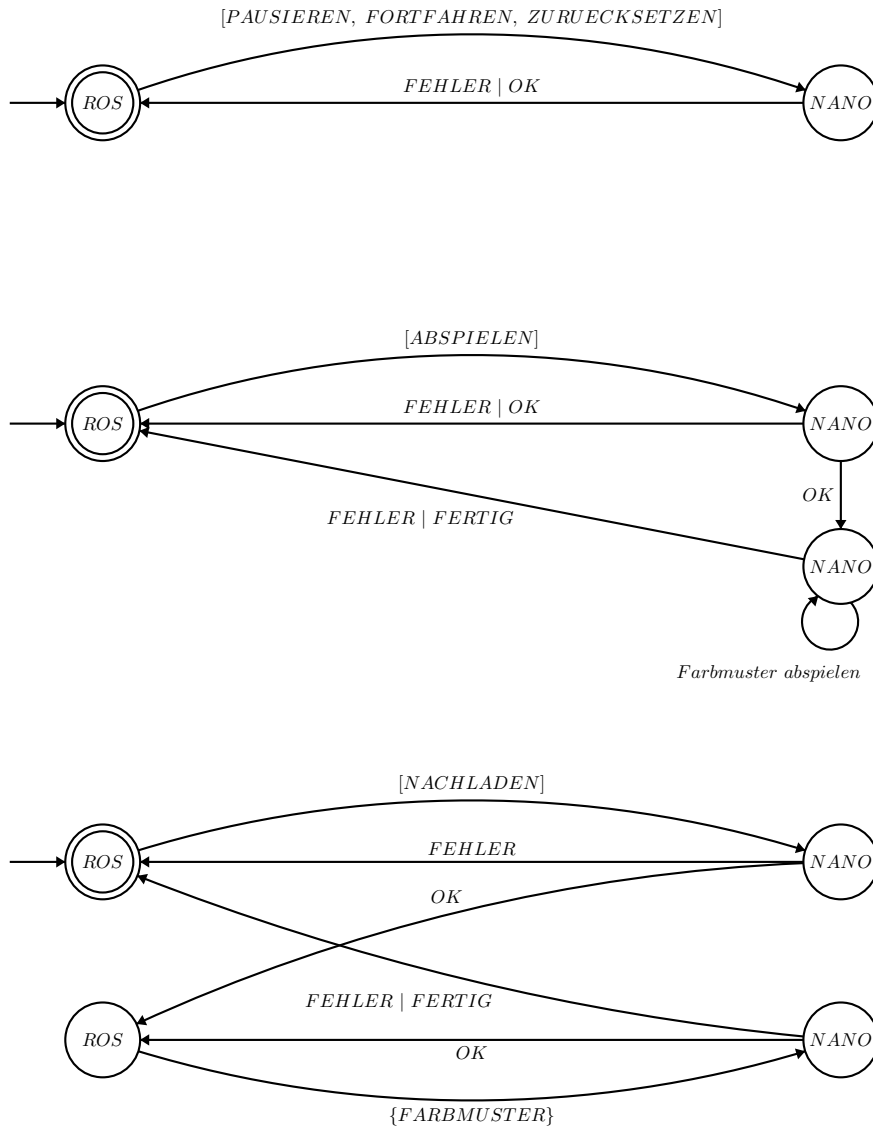 [PAUSIEREN, FORTFAHREN, ZURUECKSETZEN]
FEHLER | OK
ROS
NANO
[ABSPIELEN]
FEHLER | OK
ROS
NANO
OK
FEHLER | FERTIG
NANO
Farbmuster abspielen
[NACHLADEN]
FEHLER
ROS
NANO
OK
FEHLER | FERTIG
ROS
NANO
OK
{FARBMUSTER}